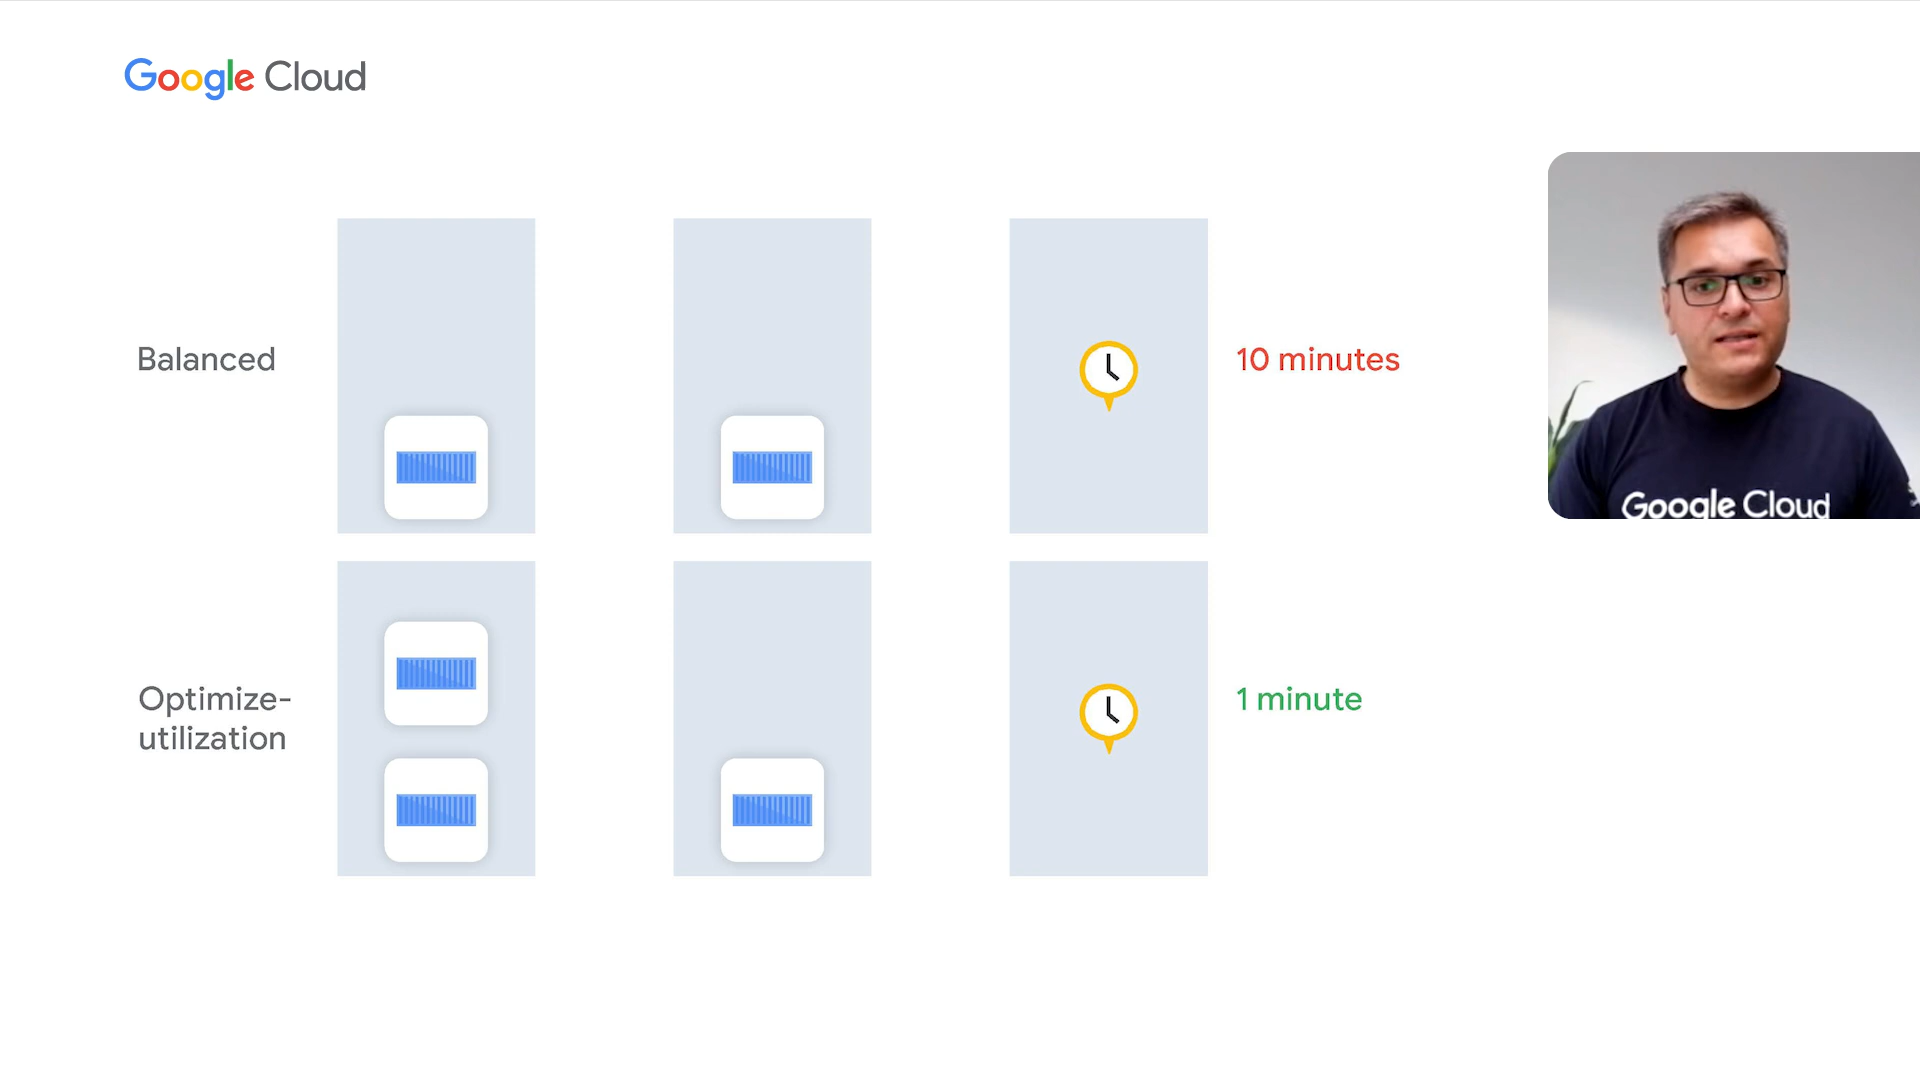 Google Cloud
Balanced
10 minutes
Google Cloud
Optimize-
utilization
1 minute